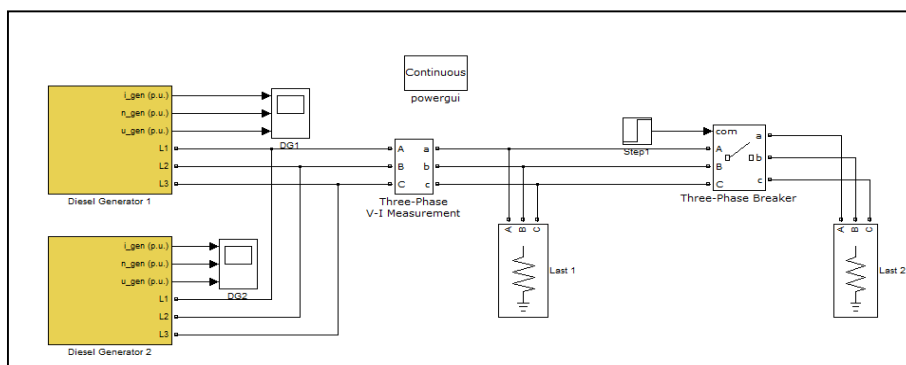 Continuous
powergui
i_gen (p.u.)
n_gen (p.u.)
u_gen (p.u.)
L1
L2
L3
Diesel Generator 1
DG1
A
B
C
a
b
c
Three-Phase
V-I Measurement
Step1
com
A
B
C
a
b
c
Three-Phase Breaker
A
B
C
Last 1
A
B
C
Last 2
i_gen (p.u.)
n_gen (p.u.)
u_gen (p.u.)
L1
L2
L3
Diesel Generator 2
DG2